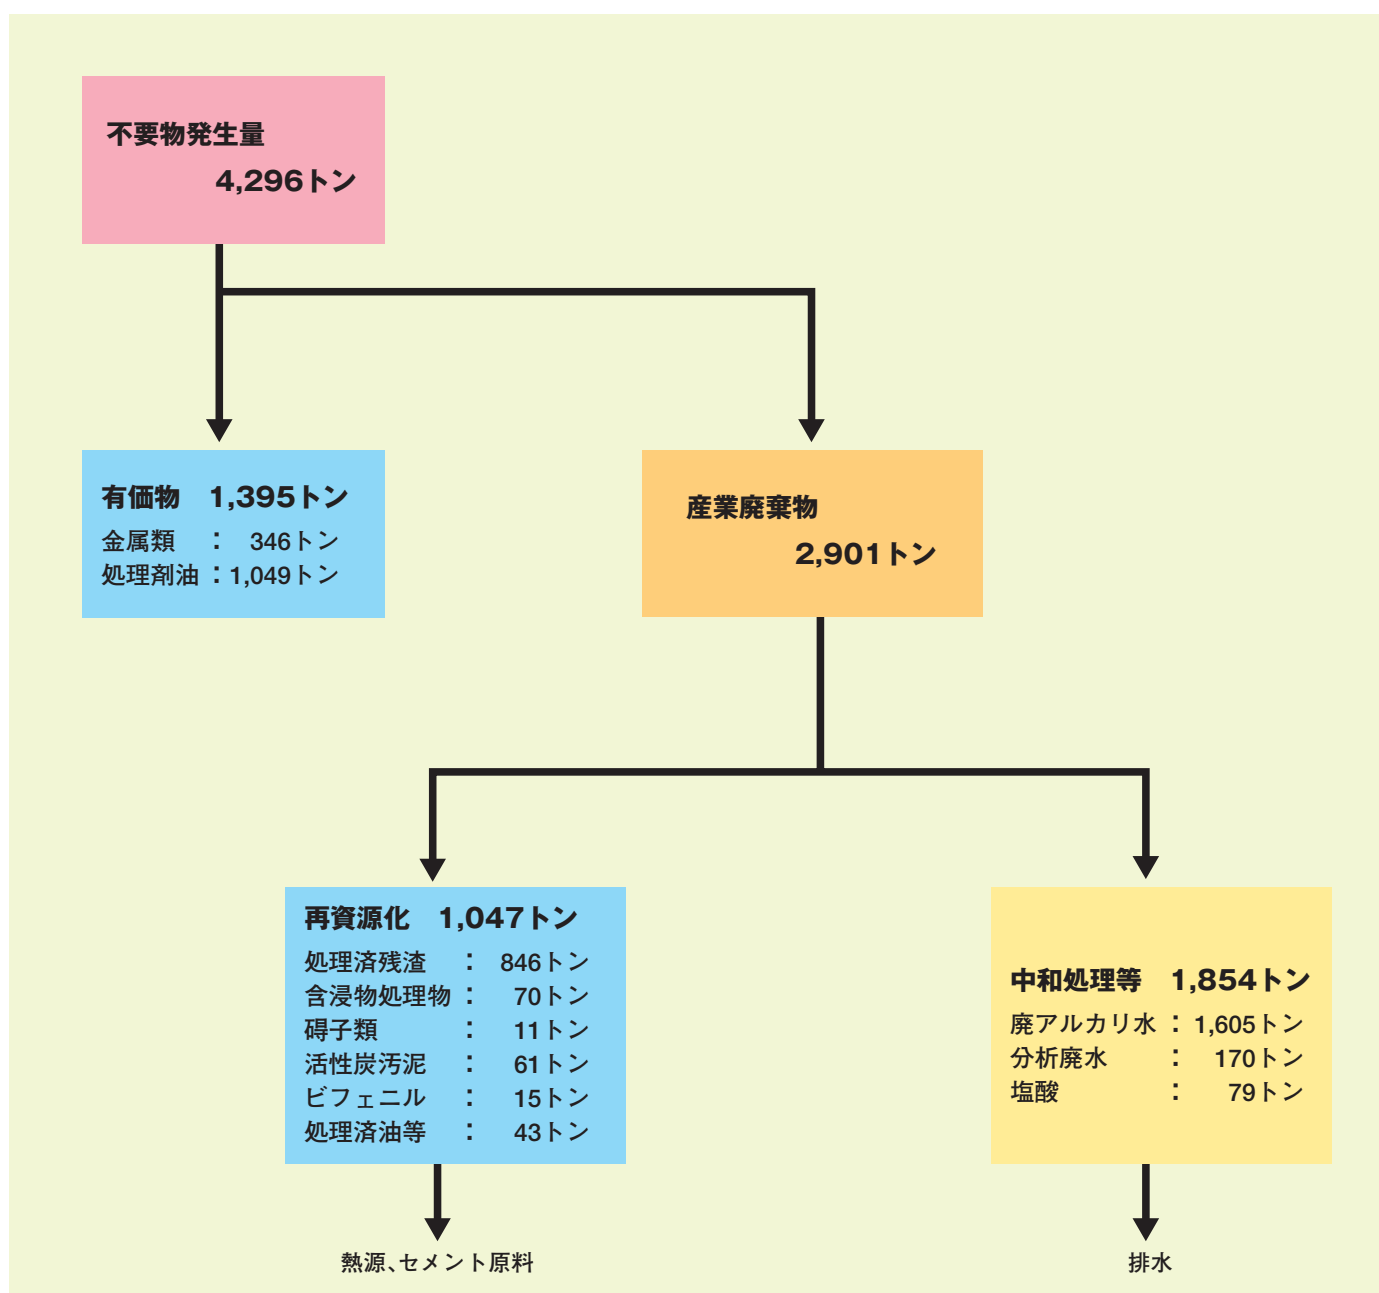 不要物発生量
4,296トン
有価物 1,395トン
金属類 : 346トン
処理剤油 : 1,049トン
産業廃棄物
2,901トン
再資源化 1,047トン
処理済残渣 : 846トン
含浸物処理物 : 70トン
碍子類 : 11トン
活性炭汚泥 : 61トン
ビフェニル : 15トン
処理済油等 : 43トン
中和処理等 1,854トン
廃アルカリ水 : 1,605トン
分析廃水 : 170トン
塩酸 : 79トン
熱源、セメント原料
排水